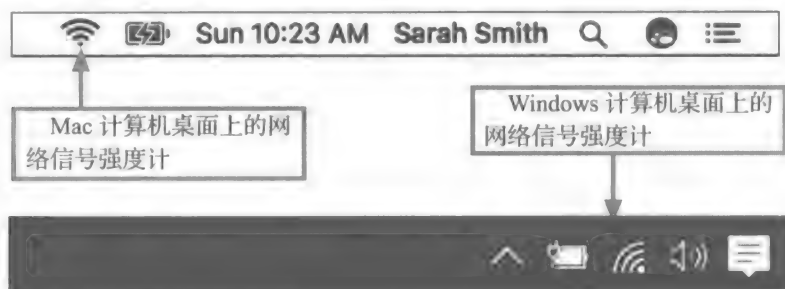 Sun 10:23 AM Sarah Smith
Mac 计算机桌面上的网
络信号强度计
Windows 计算机桌面上的
网络信号强度计